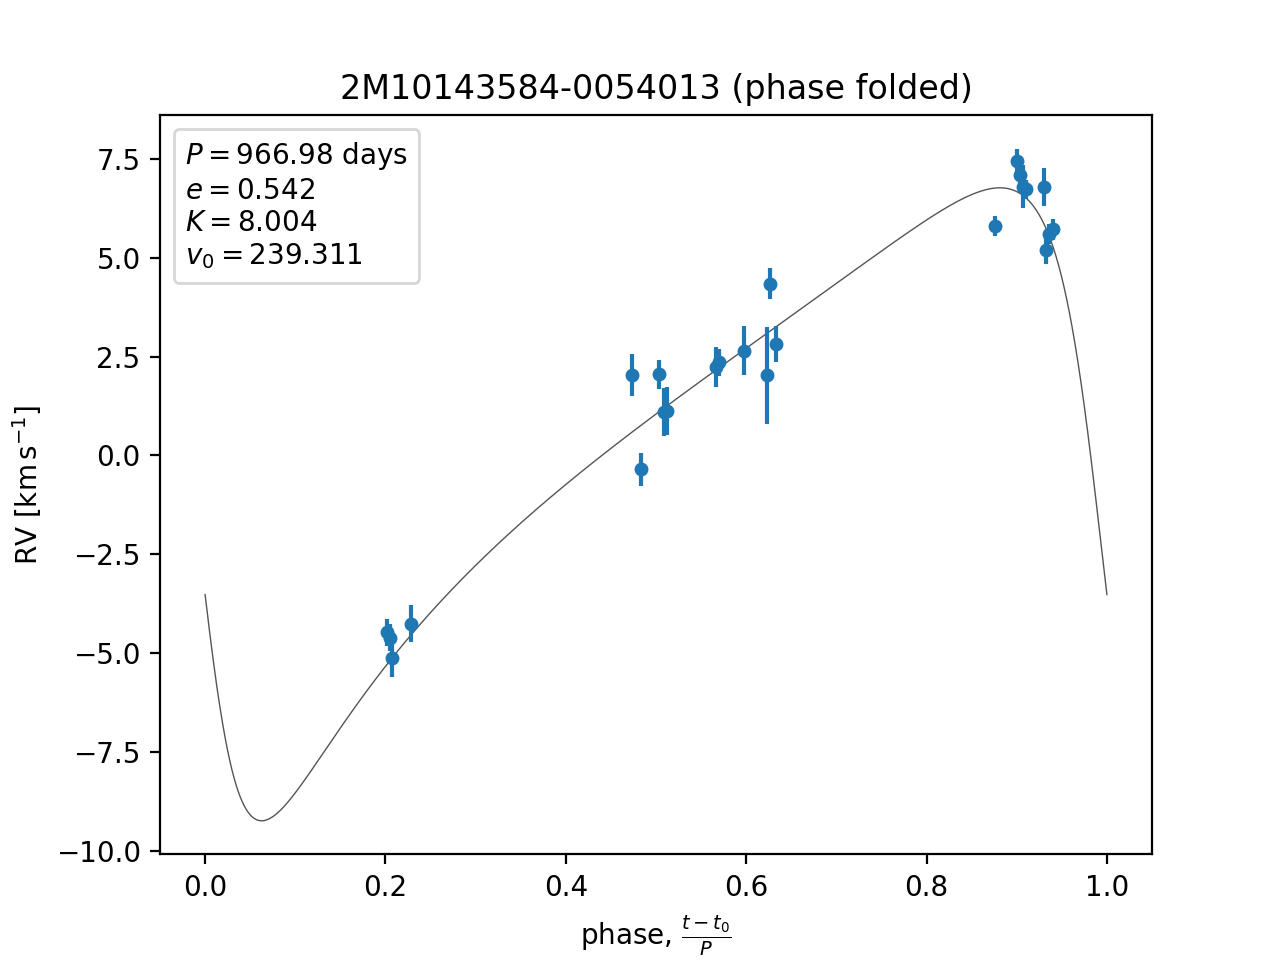 2M10143584-0054013 (phase folded)
P = 966.98 days
e = 0.542
K = 8.004
v₀ = 239.311
7.5
5.0
2.5
0.0
−2.5
−5.0
−7.5
−10.0
RV [km s⁻¹]
0.0 0.2 0.4 0.6 0.8 1.0
phase, (t − t₀)/P